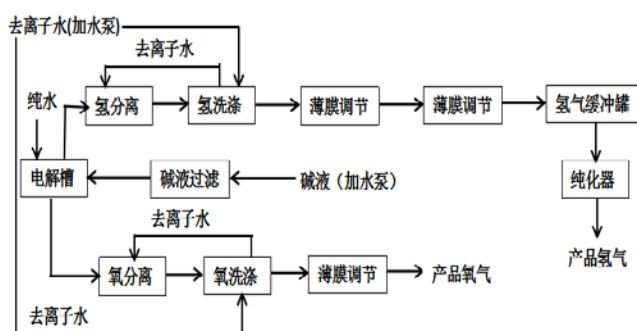 去离子水(加水泵)
去离子水
纯水
氢分离
氢洗涤
薄膜调节
薄膜调节
氢气缓冲罐
电解槽
碱液过滤
碱液（加水泵）
纯化器
去离子水
氧分离
氧洗涤
薄膜调节
产品氧气
产品氢气
去离子水